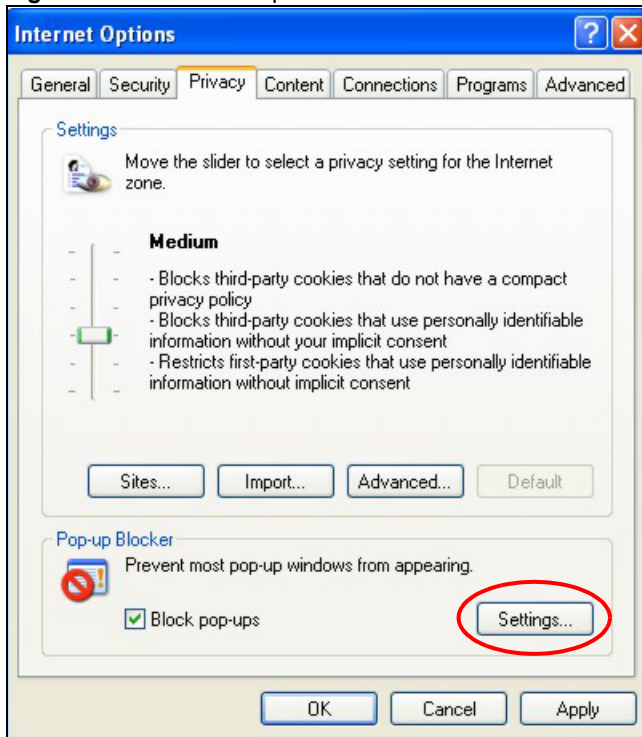 Internet Options
General Security Privacy Content Connections Programs Advanced
Settings
Move the slider to select a privacy setting for the Internet
zone.
Medium
- Blocks third-party cookies that do not have a compact
privacy policy
- Blocks third-party cookies that use personally identifiable
information without your implicit consent
- Restricts first-party cookies that use personally identifiable
information without implicit consent
Sites... Import... Advanced... Default
Pop-up Blocker
Prevent most pop-up windows from appearing.
Block pop-ups
Settings...
OK Cancel Apply